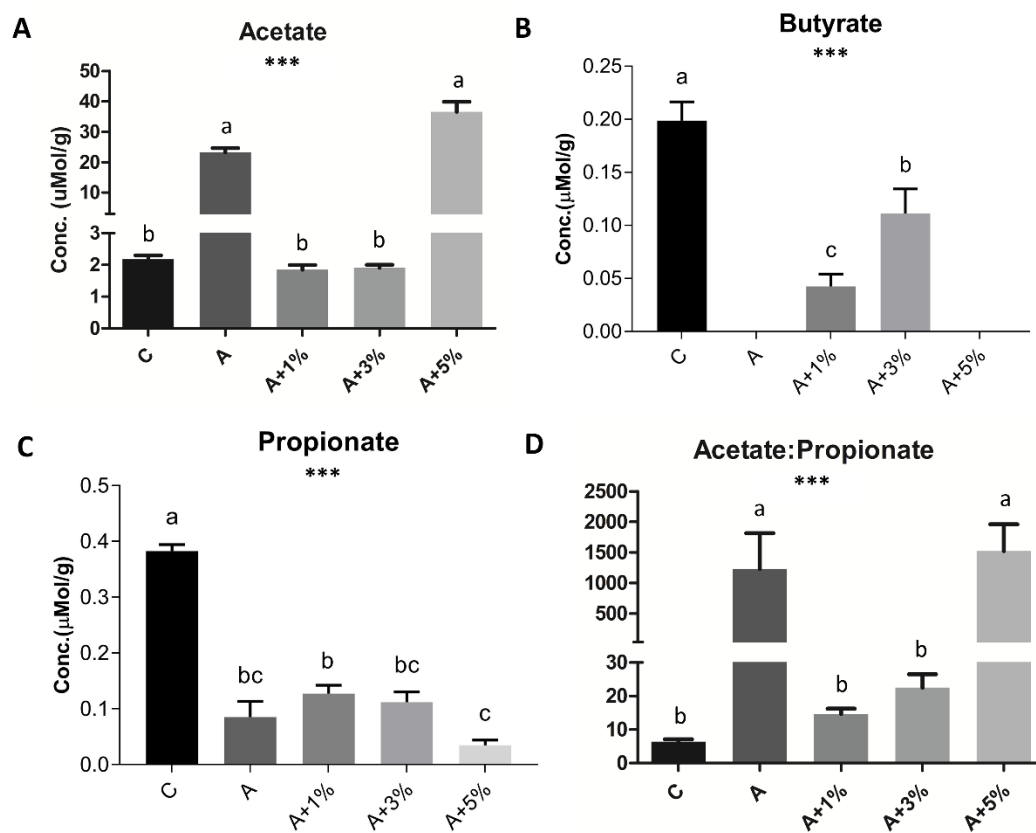 A
Acetate
***
Conc. (uMol/g)
50
40
30
20
10
3
2
1
0
b
a
b
b
a
C
A
A+1%
A+3%
A+5%
B
Butyrate
***
Conc.(μMol/g)
0.25
0.20
0.15
0.10
0.05
0.00
a
c
b
C
A
A+1%
A+3%
A+5%
C
Propionate
***
Conc.(μMol/g)
0.5
0.4
0.3
0.2
0.1
0.0
a
bc
b
bc
c
C
A
A+1%
A+3%
A+5%
D
Acetate:Propionate
***
2500
2000
1500
1000
500
30
20
10
0
b
a
b
b
a
C
A
A+1%
A+3%
A+5%